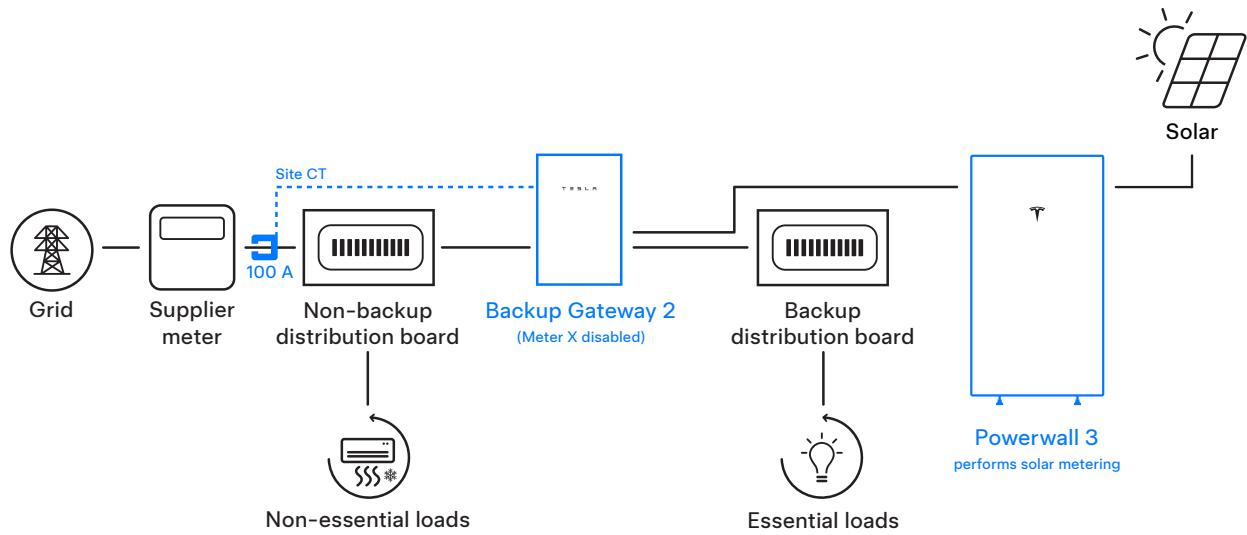 Solar
Site CT
TESLA
100 A
Grid
Supplier
meter
Non-backup
distribution board
Backup Gateway 2
(Meter X disabled)
Backup
distribution board
Powerwall 3
performs solar metering
Non-essential loads
Essential loads